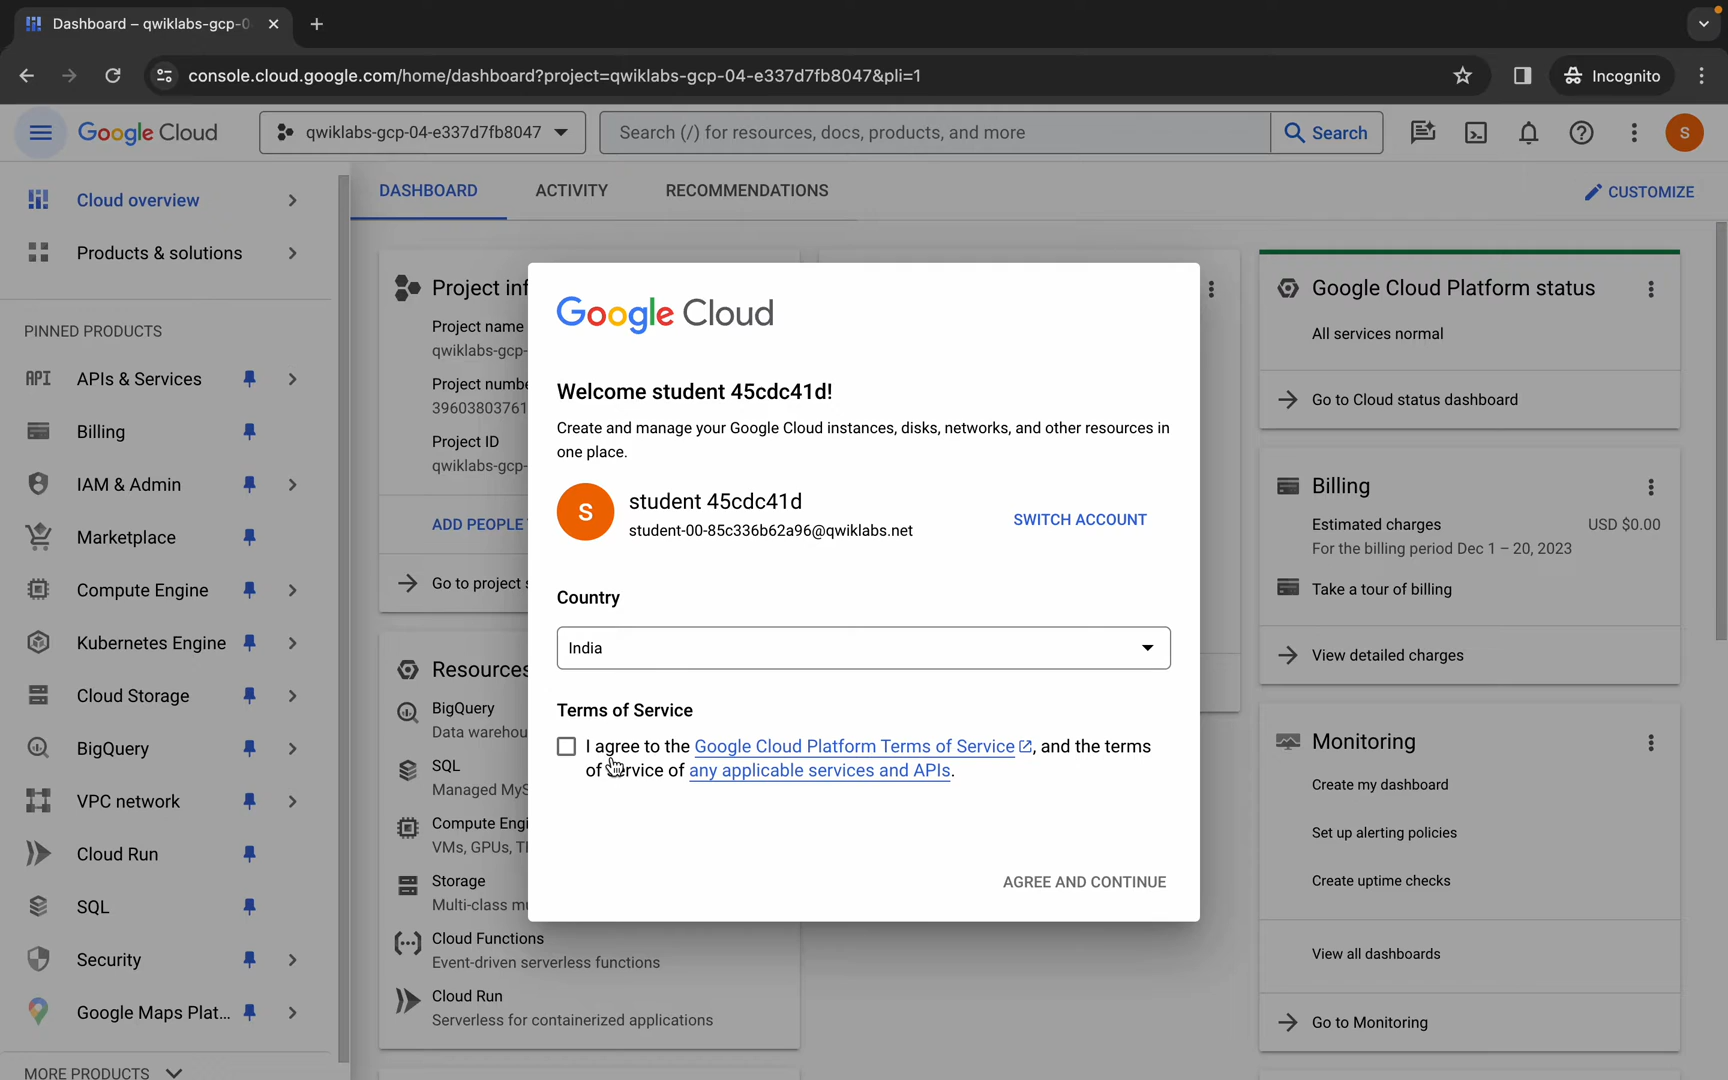 Dashboard – qwiklabs-gcp-0
console.cloud.google.com/home/dashboard?project=qwiklabs-gcp-04-e337d7fb8047&pli=1
Incognito
Google Cloud
qwiklabs-gcp-04-e337d7fb8047
Search (/) for resources, docs, products, and more
Search
S
Cloud overview
Products & solutions
PINNED PRODUCTS
API APIs & Services
Billing
IAM & Admin
Marketplace
Compute Engine
Kubernetes Engine
Cloud Storage
BigQuery
VPC network
Cloud Run
SQL
Security
Google Maps Plat...
MORE PRODUCTS
DASHBOARD
ACTIVITY
RECOMMENDATIONS
CUSTOMIZE
Project inf
Project name
qwiklabs-gcp-
Project numbe
39603803761
Project ID
qwiklabs-gcp-
ADD PEOPLE
Go to project s
Resources
BigQuery
Data warehou
SQL
Managed MyS
Compute Engi
VMs, GPUs, T
Storage
Multi-class mu
Cloud Functions
Event-driven serverless functions
Cloud Run
Serverless for containerized applications
Google Cloud
Welcome student 45cdc41d!
Create and manage your Google Cloud instances, disks, networks, and other resources in
one place.
S
student 45cdc41d
student-00-85c336b62a96@qwiklabs.net
SWITCH ACCOUNT
Country
India
Terms of Service
I agree to the Google Cloud Platform Terms of Service, and the terms
of service of any applicable services and APIs.
AGREE AND CONTINUE
Google Cloud Platform status
All services normal
Go to Cloud status dashboard
Billing
Estimated charges USD $0.00
For the billing period Dec 1 – 20, 2023
Take a tour of billing
View detailed charges
Monitoring
Create my dashboard
Set up alerting policies
Create uptime checks
View all dashboards
Go to Monitoring